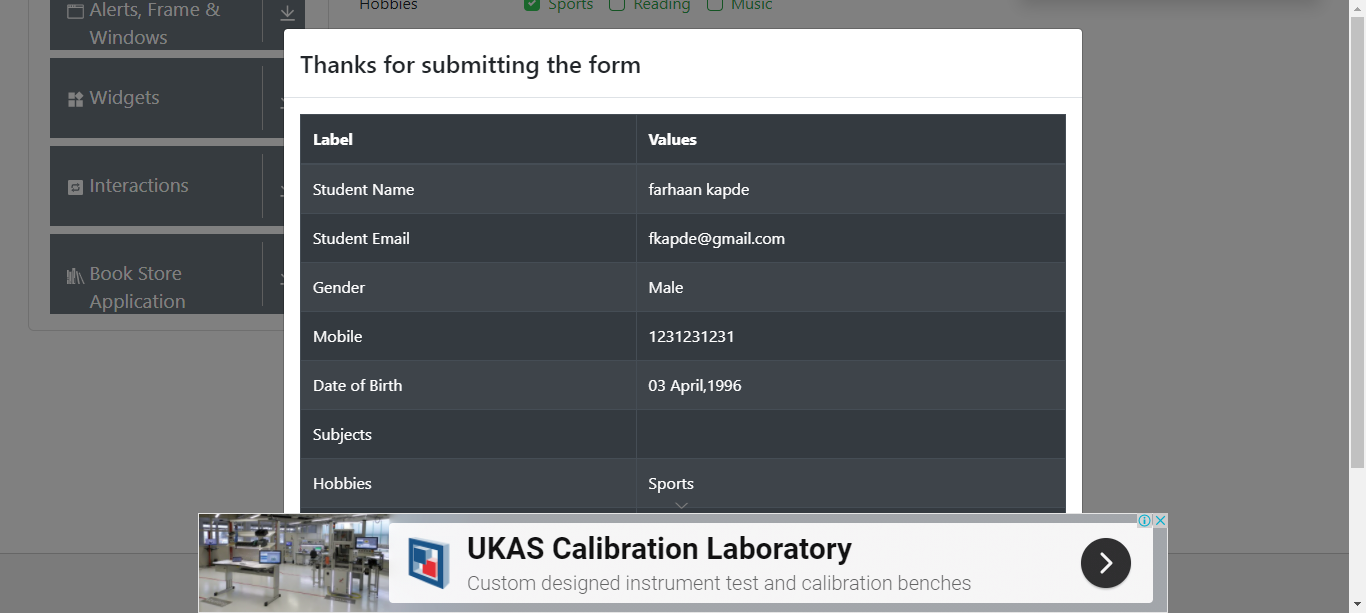 Alerts, Frame &
Windows
Widgets
Interactions
Book Store
Application
Hobbies Sports Reading Music
Thanks for submitting the form
Label Values
Student Name farhaan kapde
Student Email fkapde@gmail.com
Gender Male
Mobile 1231231231
Date of Birth 03 April,1996
Subjects
Hobbies Sports
UKAS Calibration Laboratory
Custom designed instrument test and calibration benches